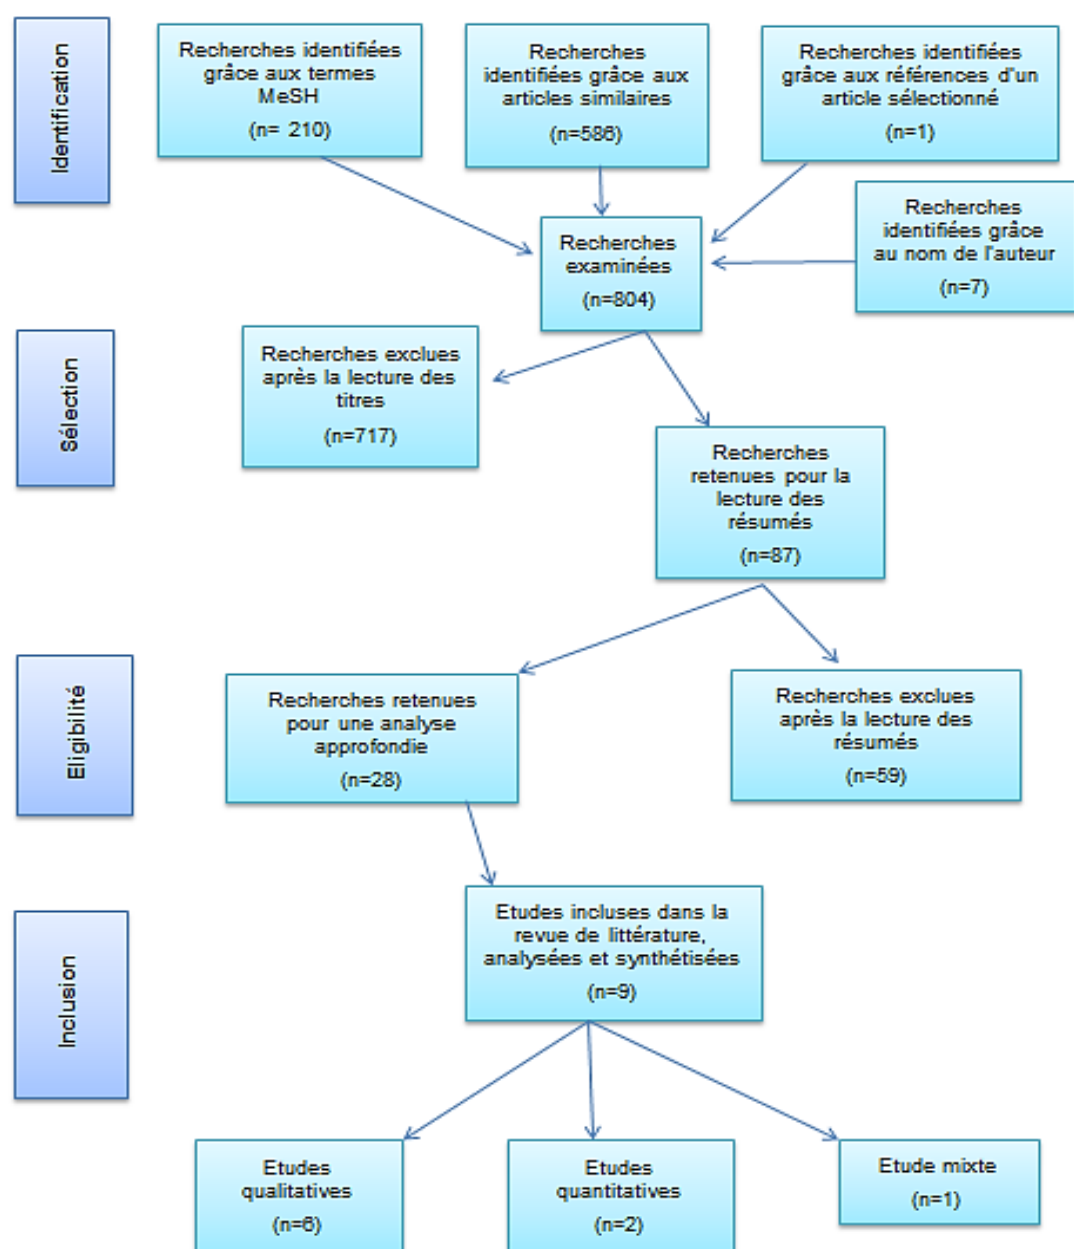 Identification
Recherches identifiées
grâce aux termes
MeSH
(n= 210)
Recherches
identifiées grâce aux
articles similaires
(n=586)
Recherches identifiées
grâce aux références d'un
article sélectionné
(n=1)
Recherches
identifiées grâce
au nom de l'auteur
(n=7)
Recherches
examinées
(n=804)
Sélection
Recherches exclues
après la lecture des
titres
(n=717)
Recherches
retenues pour la
lecture des
résumés
(n=87)
Eligibilité
Recherches retenues
pour une analyse
approfondie
(n=28)
Recherches exclues
après la lecture des
résumés
(n=59)
Inclusion
Etudes incluses dans la
revue de littérature,
analysées et synthétisées
(n=9)
Etudes
qualitatives
(n=6)
Etudes
quantitatives
(n=2)
Etude mixte
(n=1)